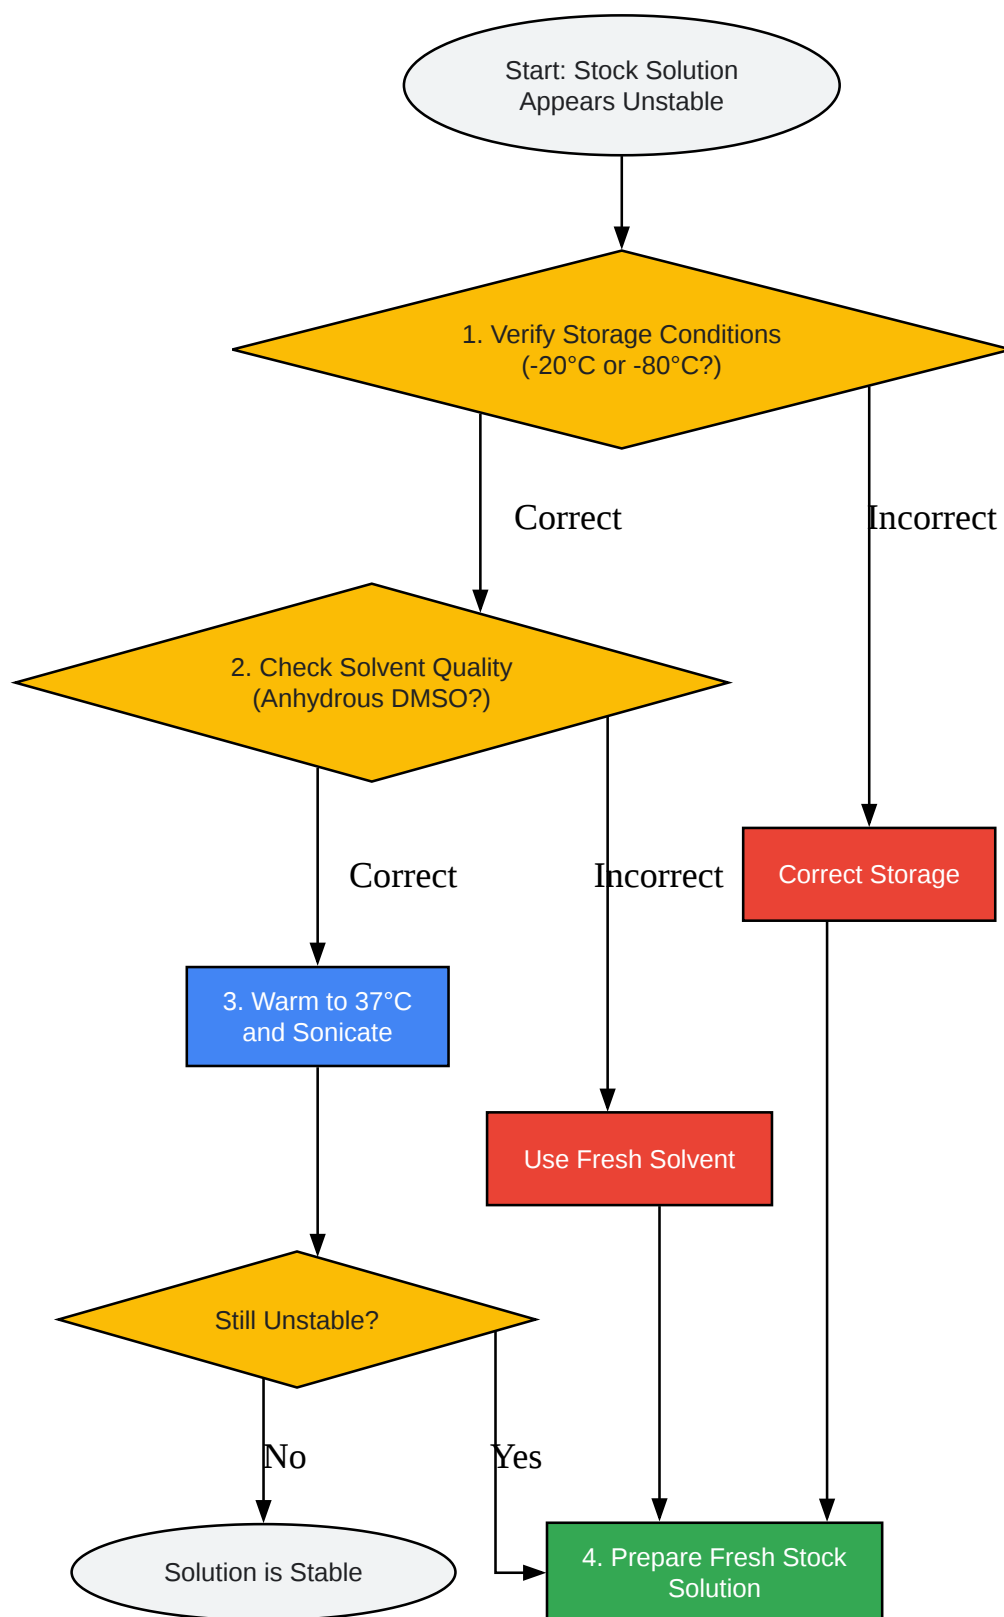 Start: Stock Solution
Appears Unstable
1. Verify Storage Conditions
(-20°C or -80°C?)
Correct
Incorrect
2. Check Solvent Quality
(Anhydrous DMSO?)
Correct
Incorrect
Correct Storage
3. Warm to 37°C
and Sonicate
Use Fresh Solvent
Still Unstable?
No
Yes
Solution is Stable
4. Prepare Fresh Stock
Solution